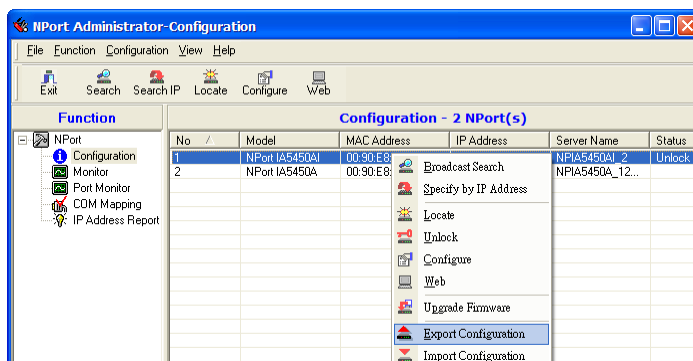 NPort Administrator-Configuration
File Function Configuration View Help
Exit Search Search IP Locate Configure Web
Function
Configuration - 2 NPort(s)
NPort
Configuration
Monitor
Port Monitor
COM Mapping
IP Address Report
No Model MAC Address IP Address Server Name Status
1 NPort IA5450AI 00:90:E8: NPIA5450AI_2 Unlock
2 NPort IA5450A 00:90:E8: NPIA5450A_12...
Broadcast Search
Specify by IP Address
Locate
Unlock
Configure
Web
Upgrade Firmware
Export Configuration
Import Configuration